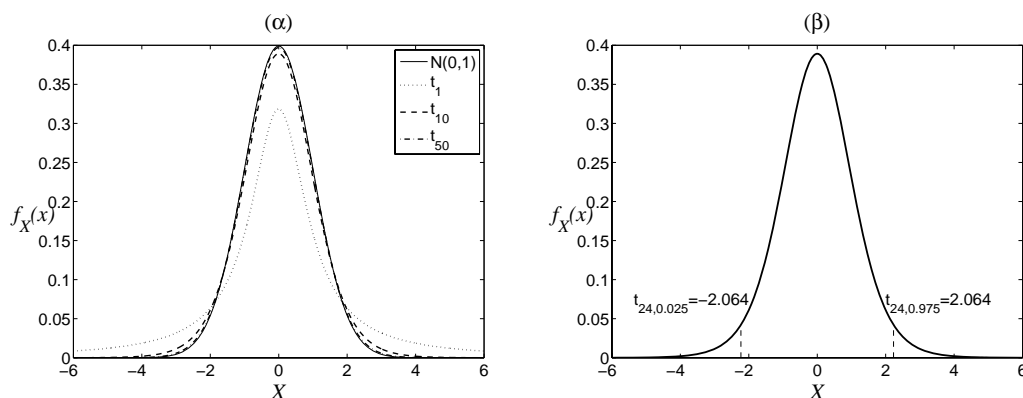 (α)
0.4
0.35
0.3
0.25
0.2
0.15
0.1
0.05
0
f_X(x)
−6 −4 −2 0 2 4 6
X
N(0,1)
t_1
t_10
t_50
(β)
0.4
0.35
0.3
0.25
0.2
0.15
0.1
0.05
0
f_X(x)
t_24,0.025=−2.064
t_24,0.975=2.064
−6 −4 −2 0 2 4 6
X